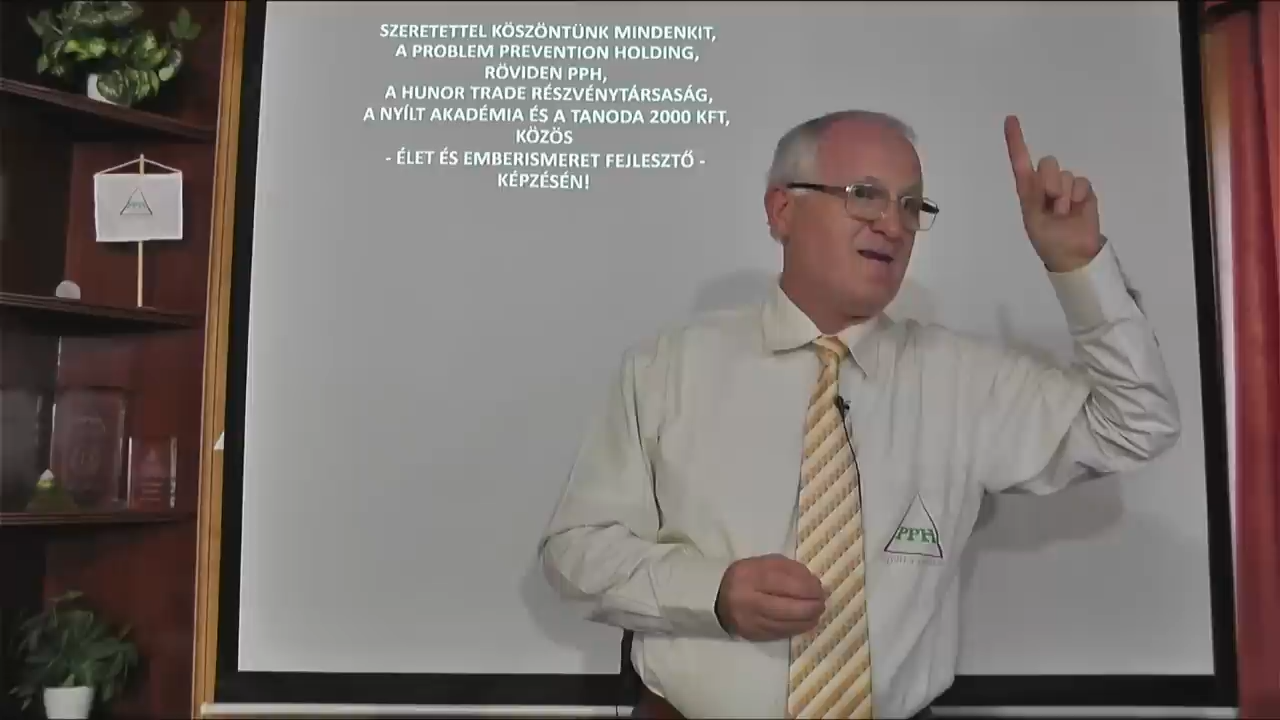 SZERETETTEL KÖSZÖNTÜNK MINDENKIT,
A PROBLEM PREVENTION HOLDING,
RÖVIDEN PPH,
A HUNOR TRADE RÉSZVÉNYTÁRSASÁG,
A NYÍLT AKADÉMIA ÉS A TANODA 2000 KFT,
KÖZÖS
- ÉLET ÉS EMBERISMERET FEJLESZTŐ -
KÉPZÉSÉN!
PPH
PPH